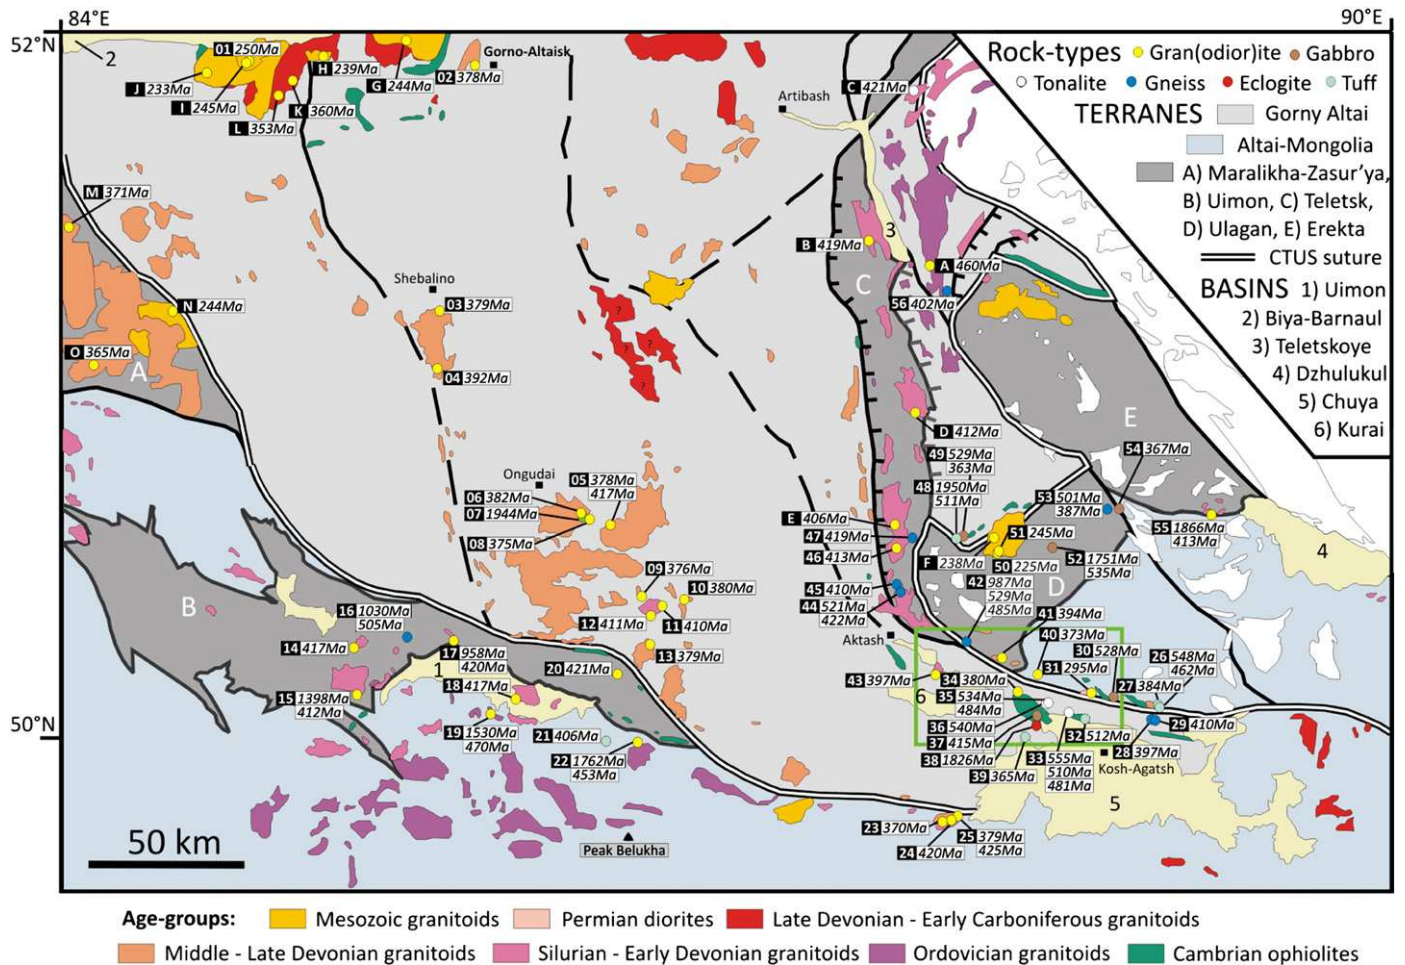 84°E
90°E
52°N
50°N
Rock-types
Gran(odior)ite
Gabbro
Tonalite
Gneiss
Eclogite
Tuff
TERRANES
Gorny Altai
Altai-Mongolia
A) Maralikha-Zasur'ya,
B) Uimon, C) Teletsk,
D) Ulagan, E) Erekta
CTUS suture
BASINS 1) Uimon
2) Biya-Barnaul
3) Teletskoye
4) Dzhulukul
5) Chuya
6) Kurai
2
01 250Ma
J 233Ma
I 245Ma
L 353Ma
H 239Ma
K 360Ma
G 244Ma
02 378Ma
Gorno-Altaisk
Artibash
C 421Ma
M 371Ma
B 419Ma
3
A 460Ma
56 402Ma
C
Shebalino
03 379Ma
04 392Ma
N 244Ma
O 365Ma
A
?
?
?
?
E
D 412Ma
49 529Ma
363Ma
48 1950Ma
511Ma
54 367Ma
53 501Ma
387Ma
51 245Ma
50 225Ma
52 1751Ma
535Ma
55 1866Ma
413Ma
4
Ongudai
05 378Ma
417Ma
06 382Ma
07 1944Ma
08 375Ma
E 406Ma
47 419Ma
46 413Ma
F 238Ma
42 987Ma
529Ma
485Ma
D
45 410Ma
44 521Ma
422Ma
Aktash
09 376Ma
10 380Ma
12 411Ma
11 410Ma
13 379Ma
B
16 1030Ma
505Ma
14 417Ma
17 958Ma
420Ma
1
18 417Ma
15 1398Ma
412Ma
20 421Ma
19 1530Ma
470Ma
21 406Ma
22 1762Ma
453Ma
41 394Ma
40 373Ma
30 528Ma
31 295Ma
26 548Ma
462Ma
27 384Ma
43 397Ma
34 380Ma
6
35 534Ma
484Ma
36 540Ma
37 415Ma
38 1826Ma
39 365Ma
32 512Ma
33 555Ma
510Ma
481Ma
29 410Ma
28 397Ma
Kosh-Agatsh
5
23 370Ma
24 420Ma
25 379Ma
425Ma
Peak Belukha
50 km
Age-groups:
Mesozoic granitoids
Permian diorites
Late Devonian - Early Carboniferous granitoids
Middle - Late Devonian granitoids
Silurian - Early Devonian granitoids
Ordovician granitoids
Cambrian ophiolites